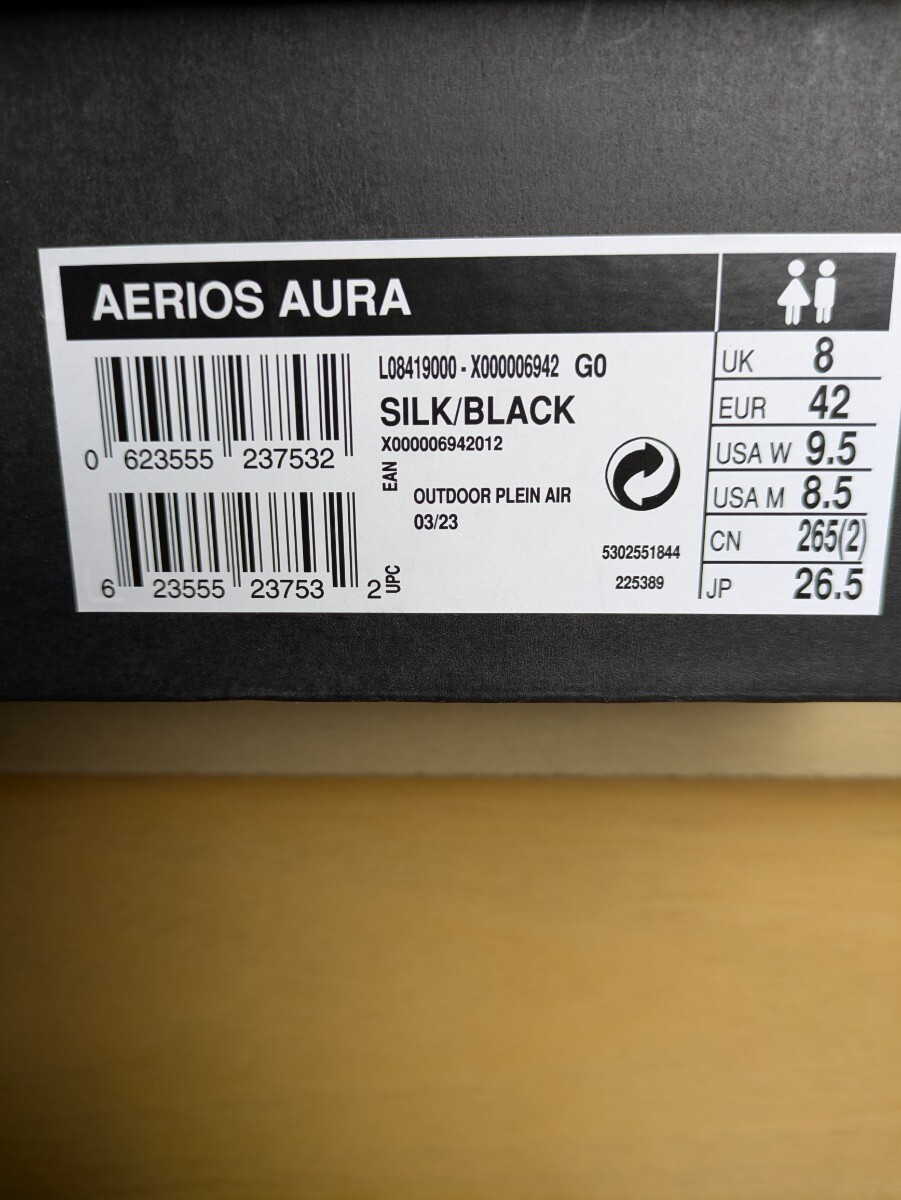 AERIOS AURA
L08419000 - X000006942 G0
SILK/BLACK
X000006942012
0 623555 237532
EAN
OUTDOOR PLEIN AIR
03/23
6 23555 23753 2
UPC
5302551844
225389
UK 8
EUR 42
USA W 9.5
USA M 8.5
CN 265(2)
JP 26.5